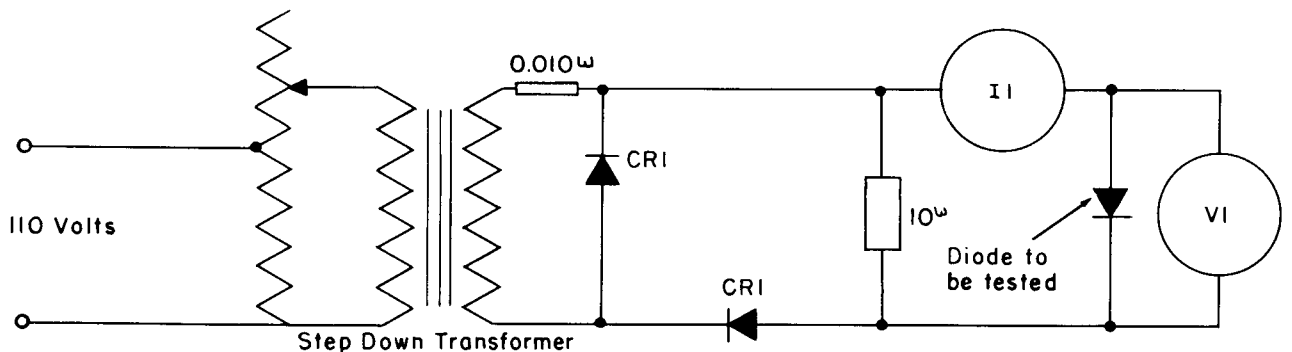 0.010ω
I1
CR1
110 Volts
10ω
V1
Diode to
be tested
CR1
Step Down Transformer